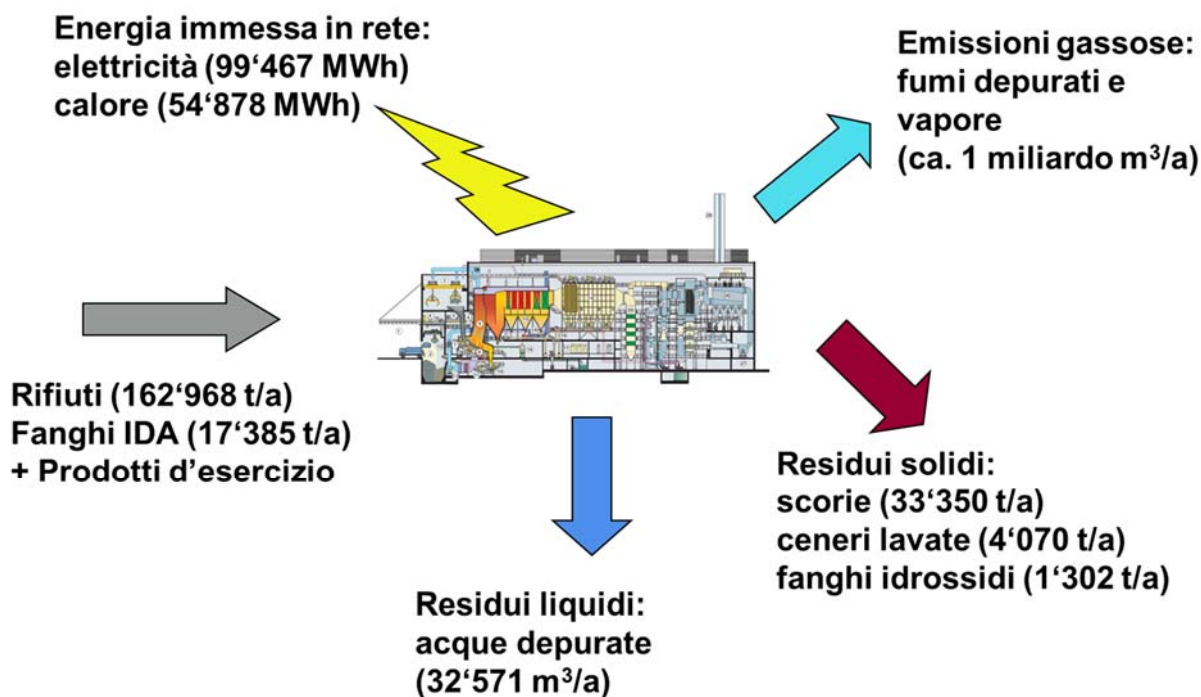 Energia immessa in rete:
elettricità (99‘467 MWh)
calore (54‘878 MWh)
Emissioni gassose:
fumi depurati e
vapore
(ca. 1 miliardo m³/a)
Rifiuti (162‘968 t/a)
Fanghi IDA (17‘385 t/a)
+ Prodotti d’esercizio
Residui solidi:
scorie (33‘350 t/a)
ceneri lavate (4‘070 t/a)
fanghi idrossidi (1‘302 t/a)
Residui liquidi:
acque depurate
(32‘571 m³/a)